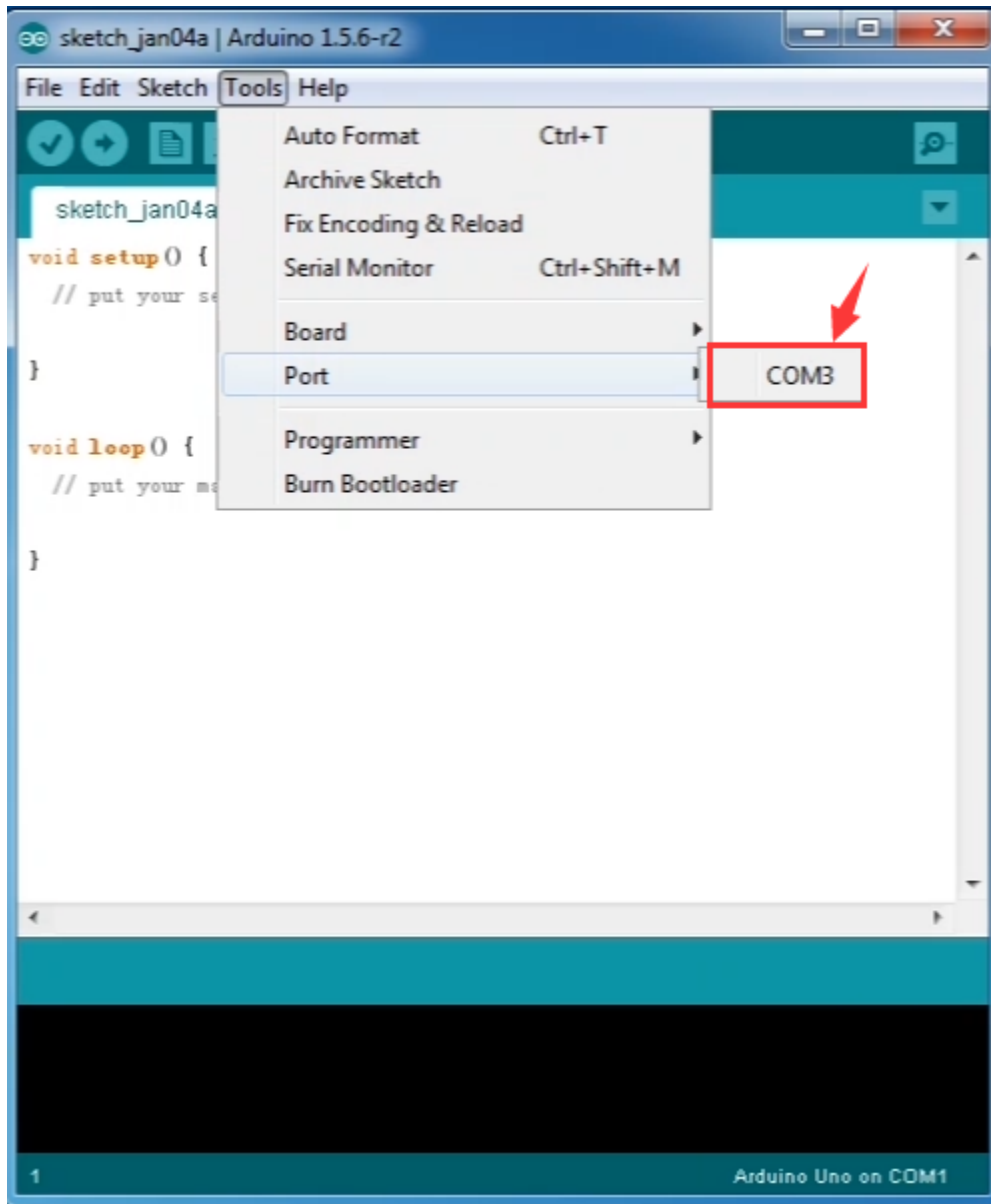 sketch_jan04a | Arduino 1.5.6-r2
File Edit Sketch Tools Help
Auto Format Ctrl+T
Archive Sketch
sketch_jan04a
Fix Encoding & Reload
void setup() {
Serial Monitor Ctrl+Shift+M
// put your se
Board
}
Port
COM3
void loop() {
Programmer
// put your ma
Burn Bootloader
}
1
Arduino Uno on COM1